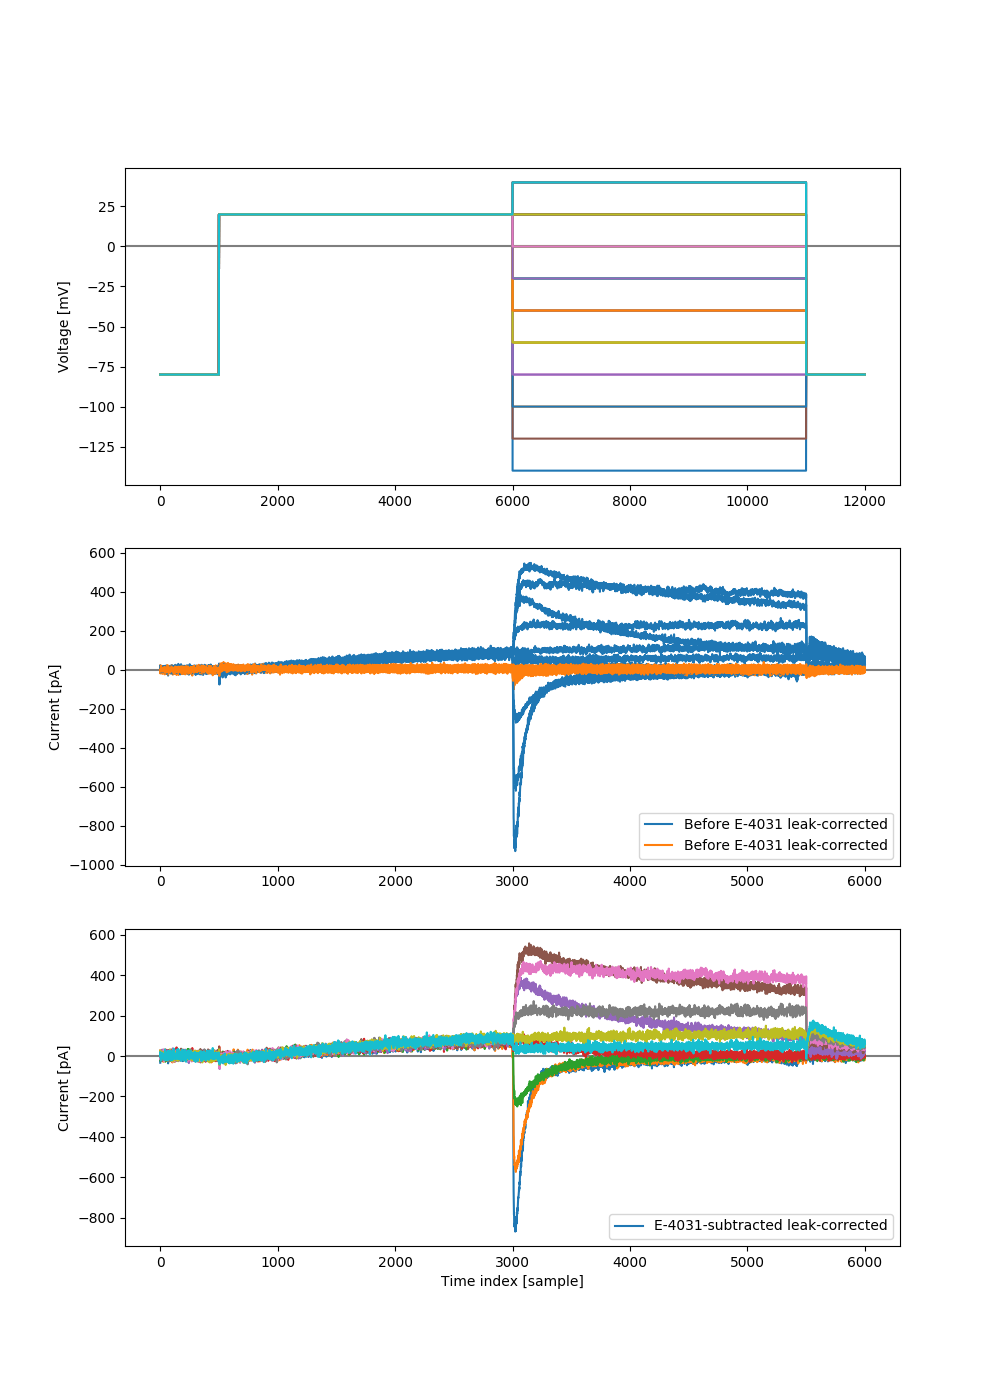 25
0
−25
−50
−75
−100
−125
Voltage [mV]
0 2000 4000 6000 8000 10000 12000
600
400
200
0
−200
−400
−600
−800
−1000
Current [pA]
Before E-4031 leak-corrected
Before E-4031 leak-corrected
0 1000 2000 3000 4000 5000 6000
600
400
200
0
−200
−400
−600
−800
Current [pA]
E-4031-subtracted leak-corrected
0 1000 2000 3000 4000 5000 6000
Time index [sample]